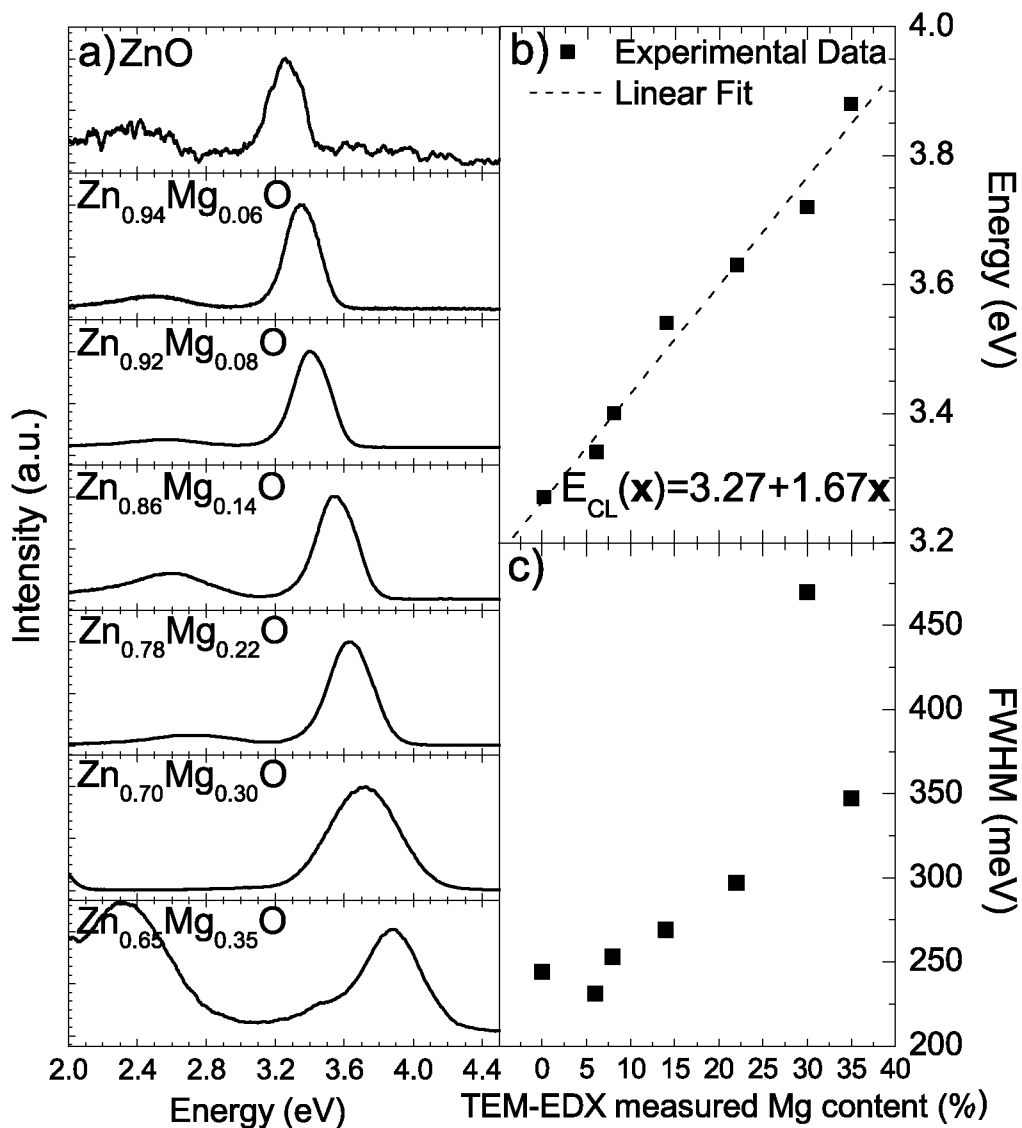 a) ZnO
Zn0.94Mg0.06O
Zn0.92Mg0.08O
Zn0.86Mg0.14O
Zn0.78Mg0.22O
Zn0.70Mg0.30O
Zn0.65Mg0.35O
Intensity (a.u.)
2.0 2.4 2.8 3.2 3.6 4.0 4.4
Energy (eV)
b) Experimental Data
Linear Fit
ECL(x)=3.27+1.67x
4.0
3.8
3.6
3.4
3.2
Energy (eV)
c)
450
400
350
300
250
200
FWHM (meV)
0 5 10 15 20 25 30 35 40
TEM-EDX measured Mg content (%)